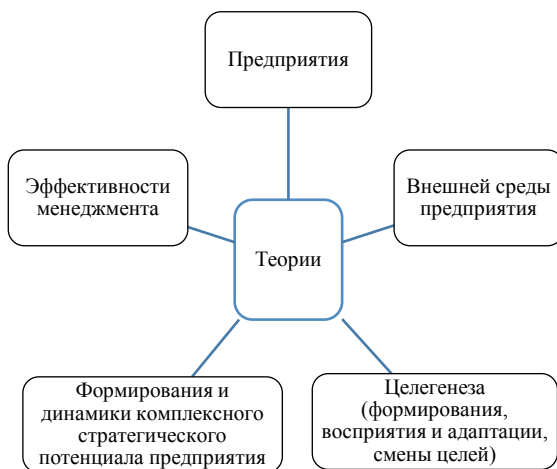 Предприятия
Эффективности
менеджмента
Внешней среды
предприятия
Теории
Формирования и
динамики комплексного
стратегического
потенциала предприятия
Целегенеза
(формирования,
восприятия и адаптации,
смены целей)